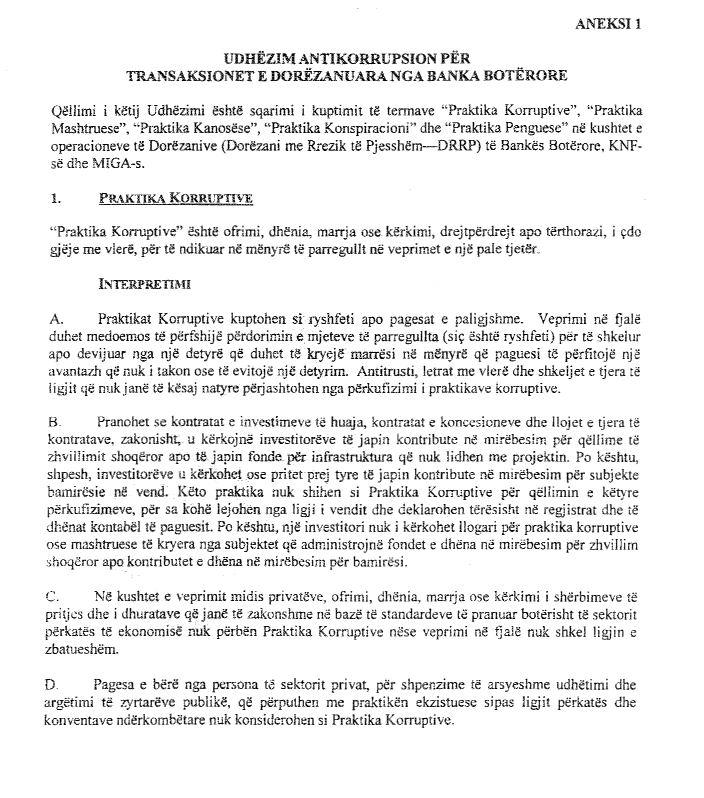 ANEKSI 1
UDHËZIM ANTIKORRUPSION PËR
TRANSAKSIONET E DORËZANUARA NGA BANKA BOTËRORE
Qëllimi i këtij Udhëzimi është sqarimi i kuptimit të termave “Praktika Korruptive”, “Praktika
Mashtruese”, “Praktika Kanosëse”, “Praktika Konspiracioni” dhe “Praktika Penguese” në kushtet e
operacioneve të Dorëzanive (Dorëzani me Rrezik të Pjesshëm—DRRP) të Bankës Botërore, KNF-
së dhe MIGA-s.
1. PRAKTIKA KORRUPTIVE
“Praktika Korruptive” është ofrimi, dhënia, marrja ose kërkimi, drejtpërdrejt apo tërthorazi, i çdo
gjëje me vlerë, për të ndikuar në mënyrë të parregullt në veprimet e një pale tjetër.
INTERPRETIMI
A. Praktikat Korruptive kuptohen si ryshfeti apo pagesat e paligjshme. Veprimi në fjalë
duhet medoemos të përfshijë përdorimin e mjeteve të parregullta (siç është ryshfeti) për të shkelur
apo devijuar nga një detyrë që duhet të kryejë marrësi në mënyrë që paguesi të përfitojë një
avantazh që nuk i takon ose të evitojë një detyrim. Antitrusti, letrat me vlerë dhe shkeljet e tjera të
ligjit që nuk janë të kësaj natyre përjashtohen nga përkufizimi i praktikave korruptive.
B. Pranohet se kontratat e investimeve të huaja, kontratat e koncesioneve dhe llojet e tjera të
kontratave, zakonisht, u kërkojnë investitorëve të japin kontribute në mirëbesim për qëllime të
zhvillimit shoqëror apo të japin fonde për infrastruktura që nuk lidhen me projektin. Po kështu,
shpesh, investitorëve u kërkohet ose pritet prej tyre të japin kontribute në mirëbesim për subjekte
bamirësie në vend. Këto praktika nuk shihen si Praktika Korruptive për qëllimin e këtyre
përkufizimeve, për sa kohë lejohen nga ligji i vendit dhe deklarohen tërësisht në regjistrat dhe të
dhënat kontabël të paguesit. Po kështu, një investitori nuk i kërkohet llogari për praktika korruptive
ose mashtruese të kryera nga subjektet që administrojnë fondet e dhëna në mirëbesim për zhvillim
shoqëror apo kontributet e dhëna në mirëbesim për bamirësi.
C. Në kushtet e veprimit midis privatëve, ofrimi, dhënia, marrja ose kërkimi i shërbimeve të
pritjes dhe i dhuratave që janë të zakonshme në bazë të standardeve të pranuar botërisht të sektorit
përkatës të ekonomisë nuk përbën Praktika Korruptive nëse veprimi në fjalë nuk shkel ligjin e
zbatueshëm.
D. Pagesa e bërë nga persona të sektorit privat, për shpenzime të arsyeshme udhëtimi dhe
argëtimi të zyrtarëve publikë, që përputhen me praktikën ekzistuese sipas ligjit përkatës dhe
konventave ndërkombëtare nuk konsiderohen si Praktika Korruptive.